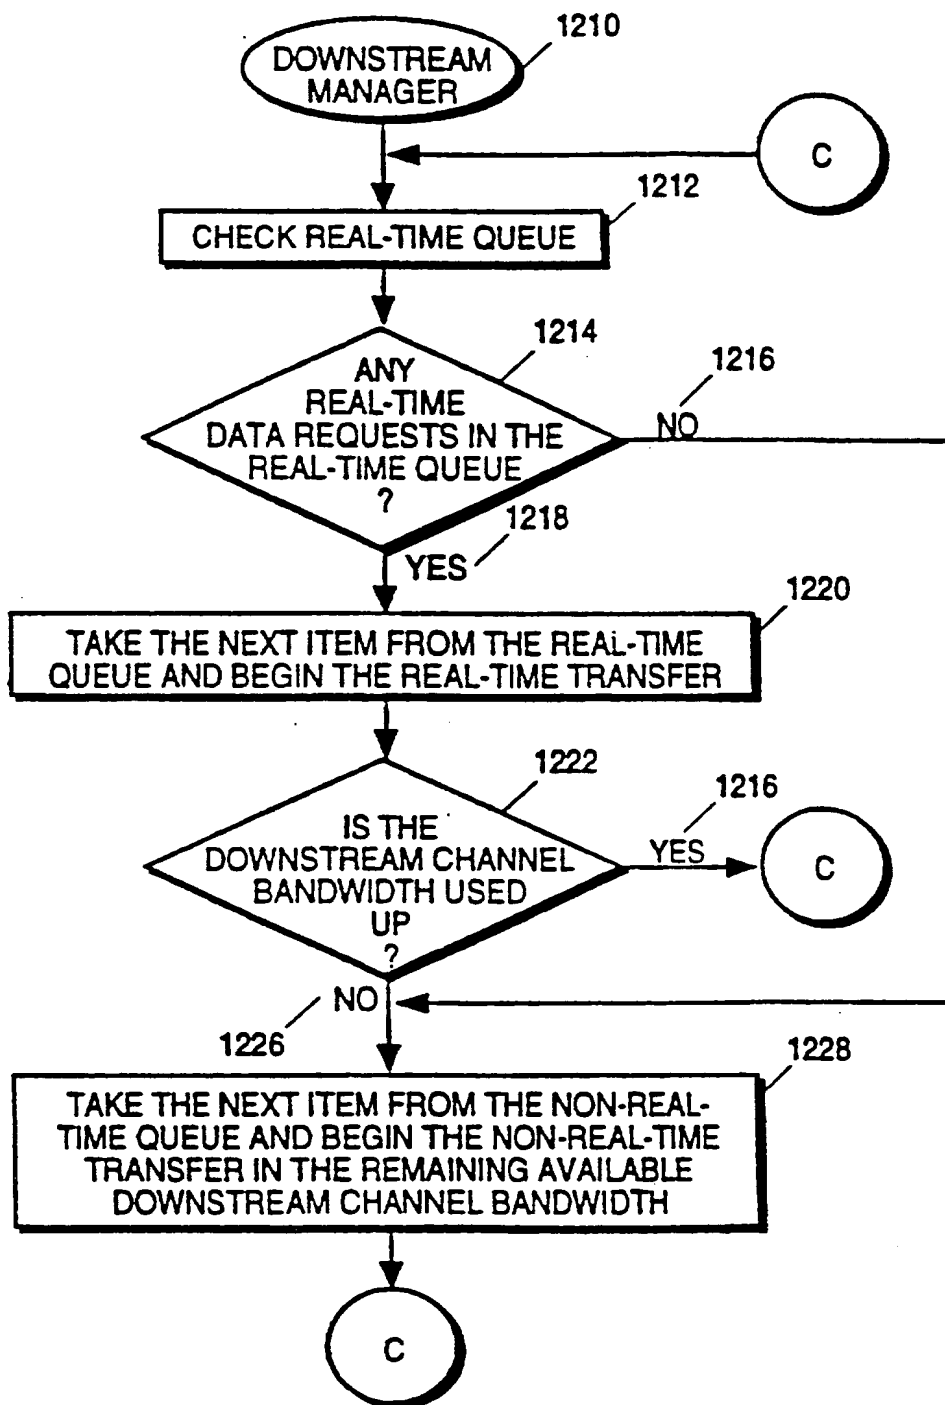 1210
DOWNSTREAM
MANAGER
C
1212
CHECK REAL-TIME QUEUE
1214
ANY
REAL-TIME
DATA REQUESTS IN THE
REAL-TIME QUEUE
?
1216
NO
1218
YES
1220
TAKE THE NEXT ITEM FROM THE REAL-TIME
QUEUE AND BEGIN THE REAL-TIME TRANSFER
1222
IS THE
DOWNSTREAM CHANNEL
BANDWIDTH USED
UP
?
1216
YES
C
NO
1226
1228
TAKE THE NEXT ITEM FROM THE NON-REAL-
TIME QUEUE AND BEGIN THE NON-REAL-TIME
TRANSFER IN THE REMAINING AVAILABLE
DOWNSTREAM CHANNEL BANDWIDTH
C